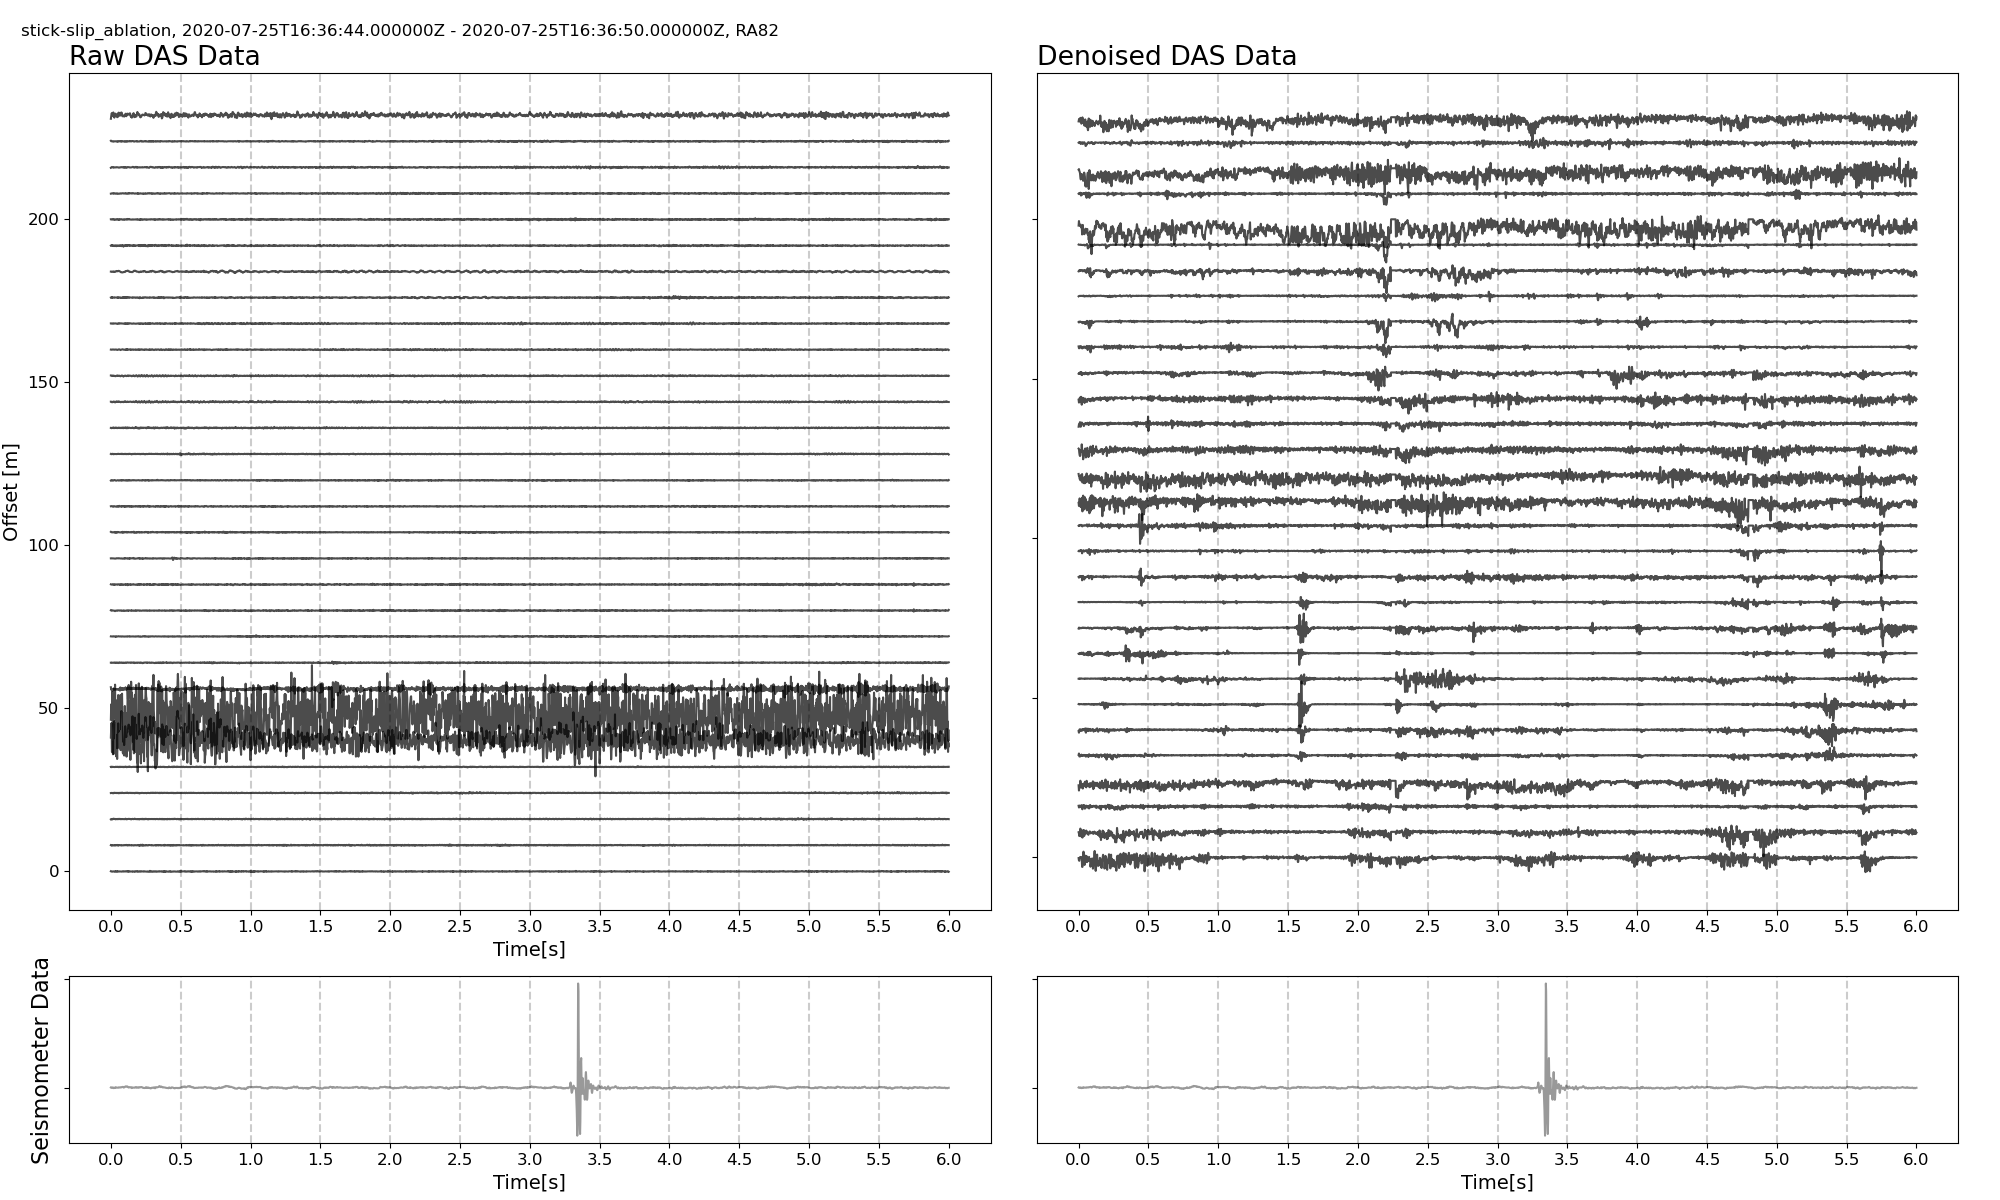 stick-slip_ablation, 2020-07-25T16:36:44.000000Z - 2020-07-25T16:36:50.000000Z, RA82
Raw DAS Data
Denoised DAS Data
Offset [m]
200
150
100
50
0
0.0 0.5 1.0 1.5 2.0 2.5 3.0 3.5 4.0 4.5 5.0 5.5 6.0
Time[s]
0.0 0.5 1.0 1.5 2.0 2.5 3.0 3.5 4.0 4.5 5.0 5.5 6.0
Seismometer Data
0.0 0.5 1.0 1.5 2.0 2.5 3.0 3.5 4.0 4.5 5.0 5.5 6.0
Time[s]
0.0 0.5 1.0 1.5 2.0 2.5 3.0 3.5 4.0 4.5 5.0 5.5 6.0
Time[s]